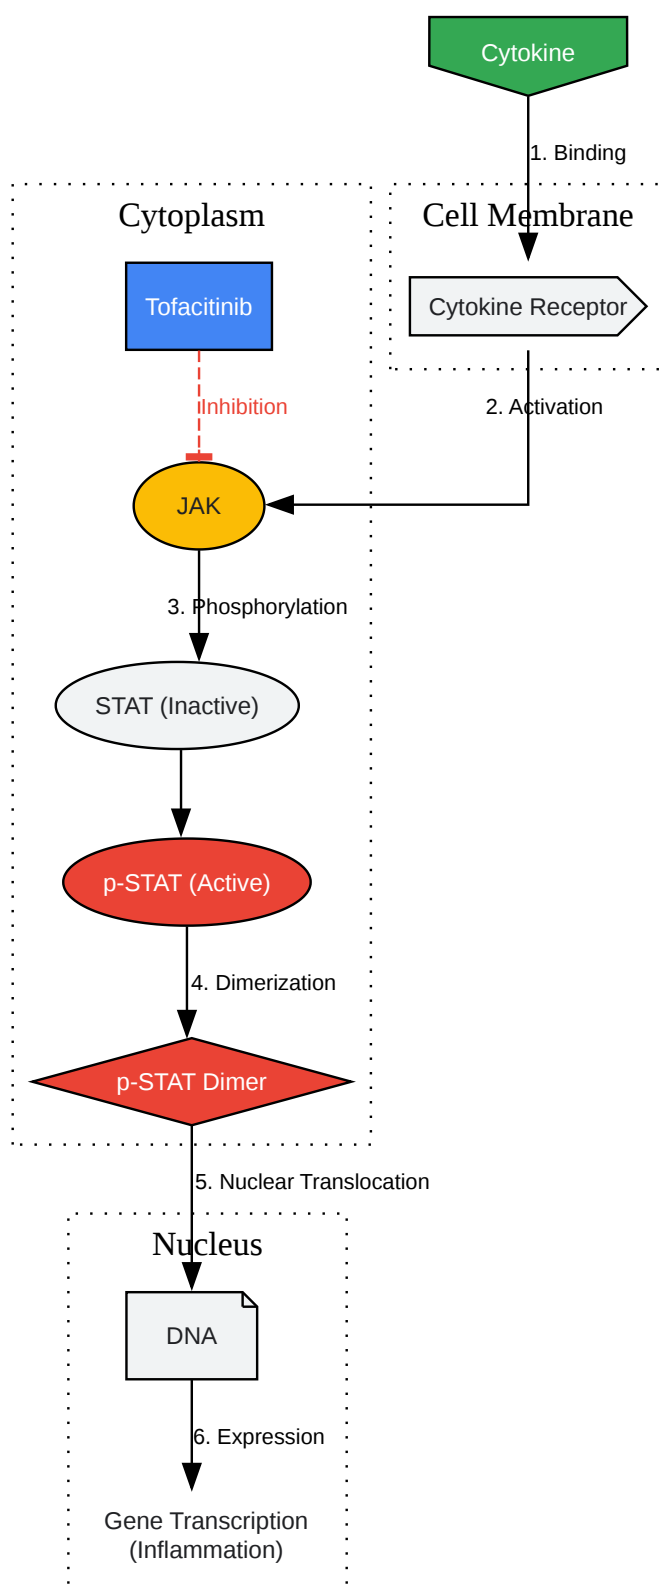 Cytokine
1. Binding
Cytoplasm
Cell Membrane
Tofacitinib
Cytokine Receptor
Inhibition
2. Activation
JAK
3. Phosphorylation
STAT (Inactive)
p-STAT (Active)
4. Dimerization
p-STAT Dimer
5. Nuclear Translocation
Nucleus
DNA
6. Expression
Gene Transcription
(Inflammation)